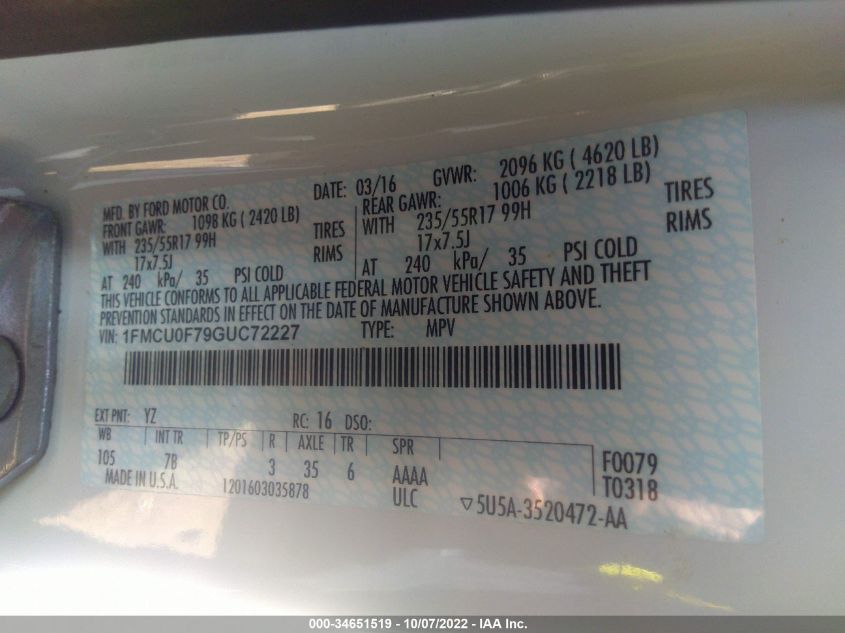 MFD. BY FORD MOTOR CO.
DATE: 03/16 GVWR: 2096 KG ( 4620 LB)
FRONT GAWR: 1098 KG ( 2420 LB)
WITH 235/55R17 99H TIRES
17x7.5J RIMS
AT 240 kPa/ 35 PSI COLD
REAR GAWR: 1006 KG ( 2218 LB)
WITH 235/55R17 99H TIRES
17x7.5J RIMS
AT 240 kPa/ 35 PSI COLD
THIS VEHICLE CONFORMS TO ALL APPLICABLE FEDERAL MOTOR VEHICLE SAFETY AND THEFT
PREVENTION STANDARDS IN EFFECT ON THE DATE OF MANUFACTURE SHOWN ABOVE.
VIN: 1FMCU0F79GUC72227 TYPE: MPV
EXT PNT: YZ RC: 16 DSO:
WB INT TR TP/PS R AXLE TR SPR
105 7B 3 35 6 AAAA
F0079
T0318
MADE IN U.S.A. 1201603035878 ULC ▽5U5A-3520472-AA
000-34651519 - 10/07/2022 - IAA Inc.